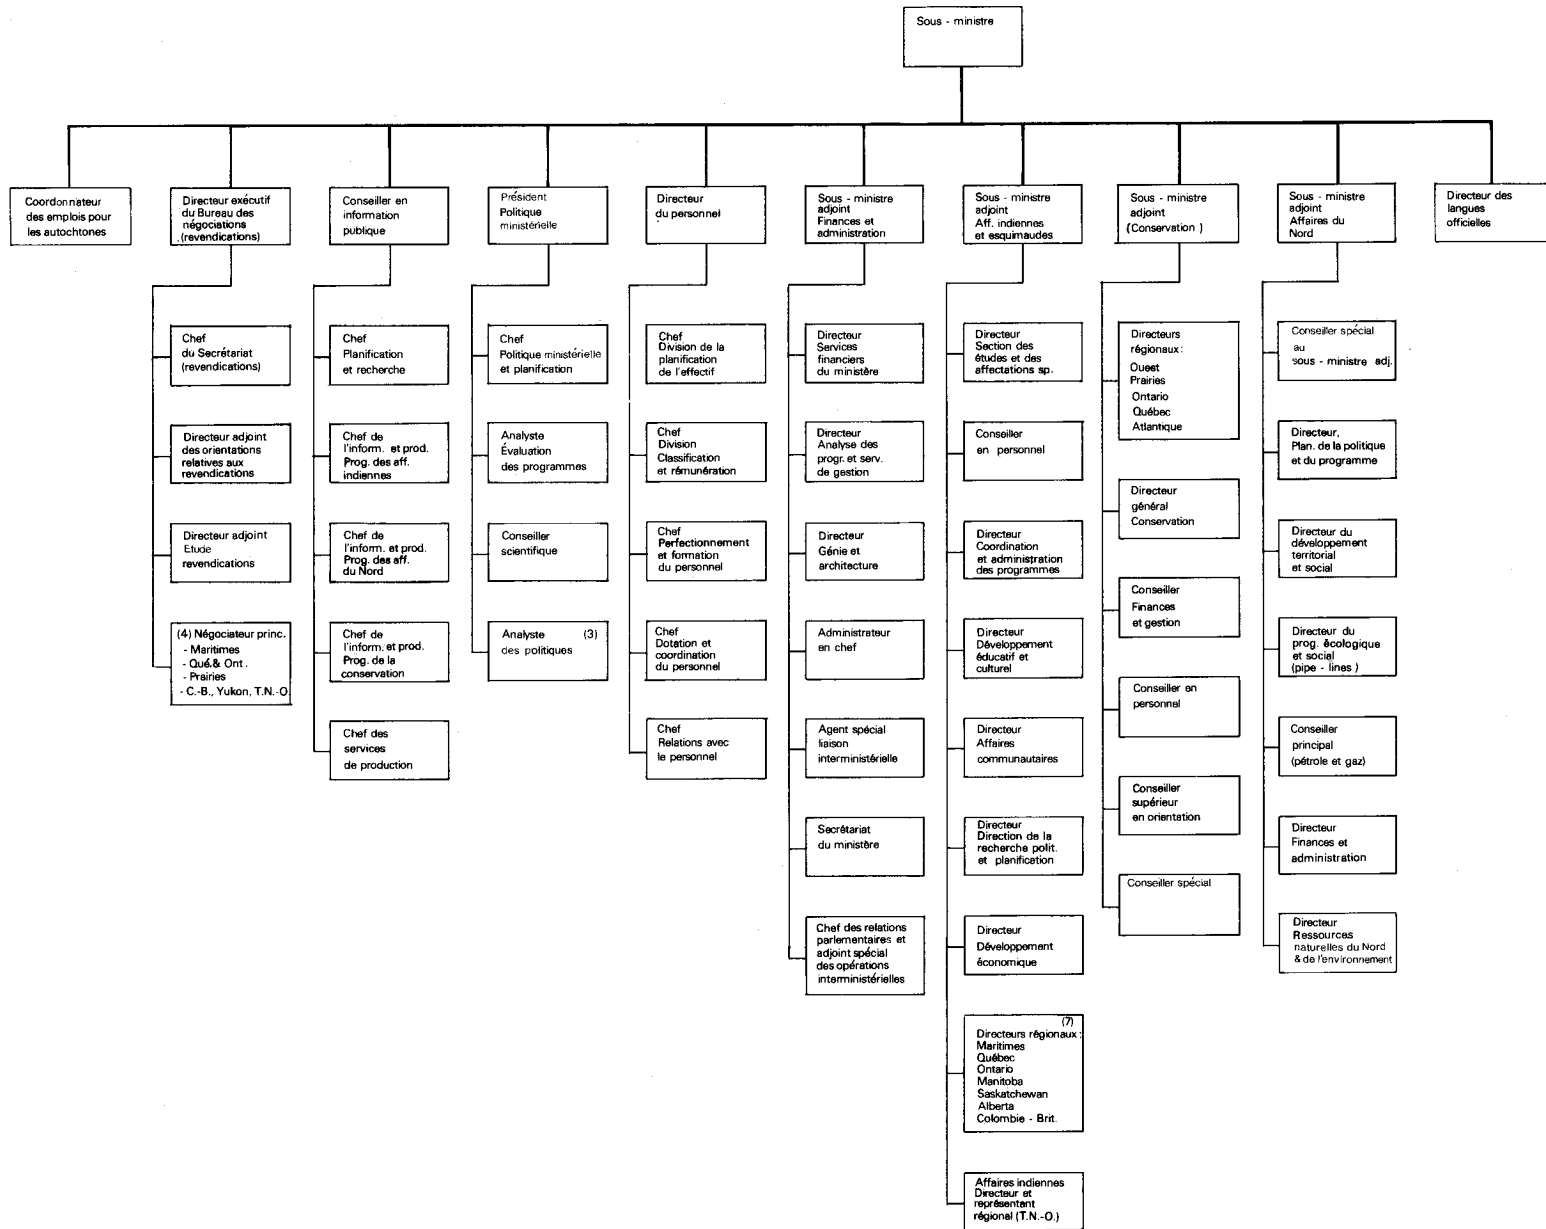 Sous - ministre
Coordonnateur
des emplois pour
les autochtones
Directeur exécutif
du Bureau des
négociations
(revendications)
Conseiller en
information
publique
Président
Politique
ministérielle
Directeur
du personnel
Sous - ministre
adjoint
Finances et
administration
Sous - ministre
adjoint
Aff. indiennes
et esquimaudes
Sous - ministre
adjoint
(Conservation )
Sous - ministre
adjoint
Affaires du
Nord
Directeur des
langues
officielles
Chef
du Secrétariat
(revendications)
Directeur adjoint
des orientations
relatives aux
revendications
Directeur adjoint
Etude
revendications
(4) Négociateur princ.
- Maritimes
- Qué.& Ont.
- Prairies
- C.-B., Yukon, T.N.-O.
Chef
Planification
et recherche
Chef de
l'inform. et prod.
Prog. des aff.
indiennes
Chef de
l'inform. et prod.
Prog. des aff.
du Nord
Chef de
l'inform. et prod.
Prog. de la
conservation
Chef des
services
de production
Chef
Politique ministérielle
et planification
Analyste
Évaluation
des programmes
Conseiller
scientifique
Analyste (3)
des politiques
Chef
Division de la
planification
de l'effectif
Chef
Division
Classification
et rémunération
Chef
Perfectionnement
et formation
du personnel
Chef
Dotation et
coordination
du personnel
Chef
Relations avec
le personnel
Directeur
Services
financiers
du ministère
Directeur
Analyse des
progr. et serv.
de gestion
Directeur
Génie et
architecture
Administrateur
en chef
Agent spécial
liaison
interministérielle
Secrétariat
du ministère
Chef des relations
parlementaires et
adjoint spécial
des opérations
interministérielles
Directeur
Section des
études et des
affectations sp.
Conseiller
en personnel
Directeur
Coordination
et administration
des programmes
Directeur
Développement
éducatif et
culturel
Directeur
Affaires
communautaires
Directeur
Direction de la
recherche polit.
et planification
Directeur
Développement
économique
(7)
Directeurs régionaux :
Maritimes
Québec
Ontario
Manitoba
Saskatchewan
Alberta
Colombie - Brit.
Affaires indiennes
Directeur et
représentant
régional (T.N.-O.)
Directeurs
régionaux :
Ouest
Prairies
Ontario
Québec
Atlantique
Directeur
général
Conservation
Conseiller
Finances
et gestion
Conseiller en
personnel
Conseiller
supérieur
en orientation
Conseiller spécial
Conseiller spécial
au
sous - ministre adj.
Directeur,
Plan. de la politique
et du programme
Directeur du
développement
territorial
et social
Directeur du
prog. écologique
et social
(pipe - lines )
Conseiller
principal
(pétrole et gaz)
Directeur
Finances et
administration
Directeur
Ressources
naturelles du Nord
& de l'environnement